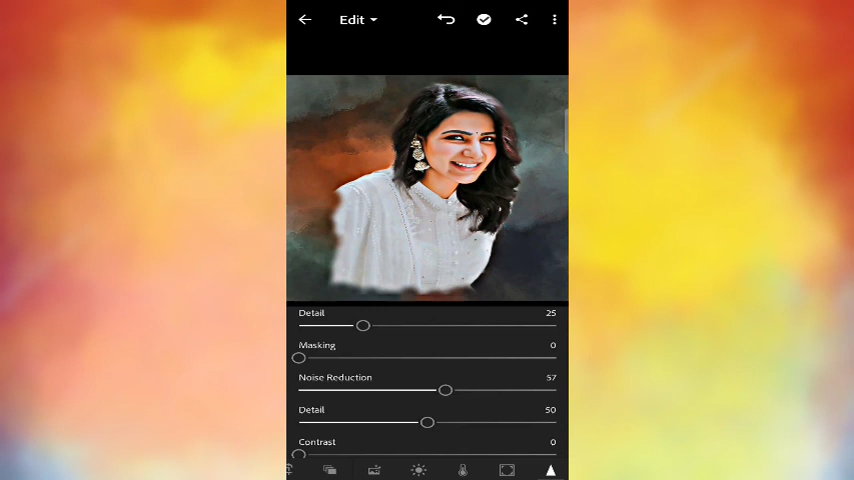 Edit
Detail 25
Masking 0
Noise Reduction 57
Detail 50
Contrast 0